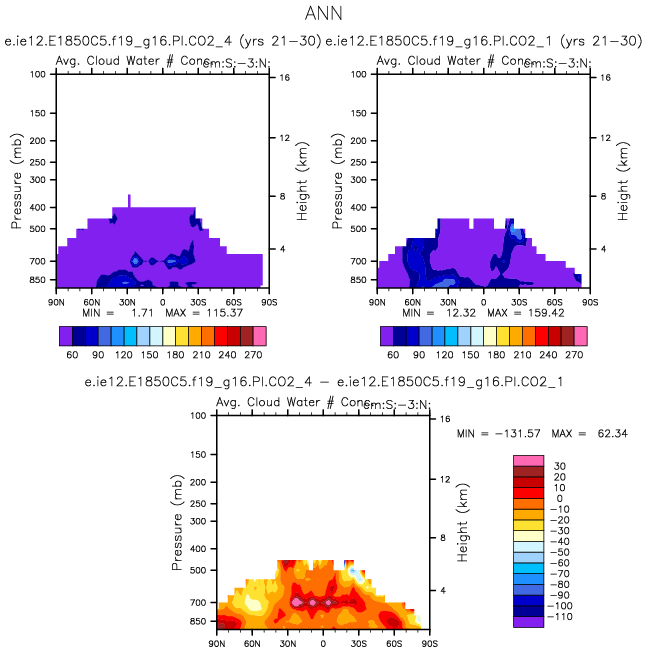 ANN
e.ie12.E1850C5.f19_g16.PI.CO2_4 (yrs 21-30) e.ie12.E1850C5.f19_g16.PI.CO2_1 (yrs 21-30)
Avg. Cloud Water # Conc. cm:S:-3:N: Avg. Cloud Water # Conc. cm:S:-3:N:
100 16 100 16
150 150
12 12
200 200
250 250
300 300
8 8
400 400
500 500
4 4
700 700
850 850
Pressure (mb) Height (km) Pressure (mb) Height (km)
90N 60N 30N 0 30S 60S 90S 90N 60N 30N 0 30S 60S 90S
MIN = 1.71 MAX = 115.37 MIN = 12.32 MAX = 159.42
60 90 120 150 180 210 240 270 60 90 120 150 180 210 240 270
e.ie12.E1850C5.f19_g16.PI.CO2_4 - e.ie12.E1850C5.f19_g16.PI.CO2_1
Avg. Cloud Water # Conc. cm:S:-3:N:
100 16
150
12
200
250
300
8
400
500
4
700
850
Pressure (mb) Height (km)
90N 60N 30N 0 30S 60S 90S
MIN = -131.57 MAX = 62.34
30
20
10
0
-10
-20
-30
-40
-50
-60
-70
-80
-90
-100
-110